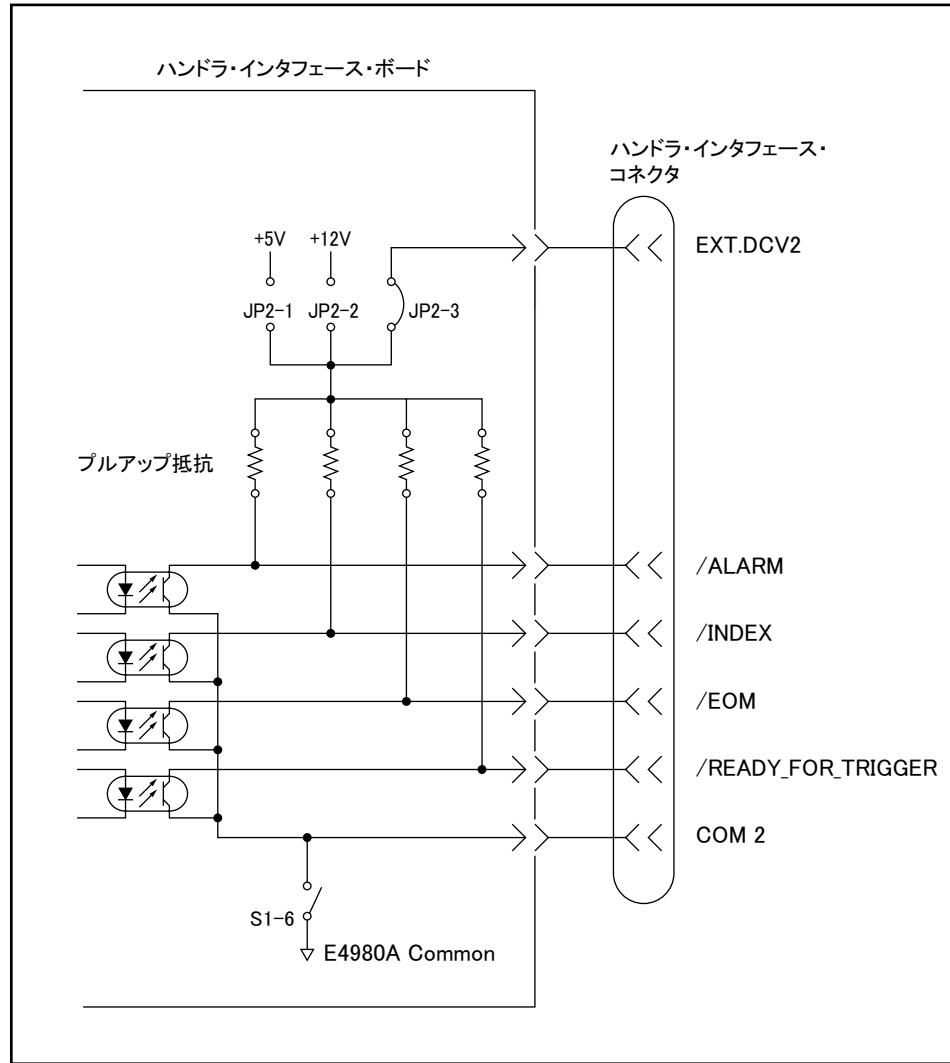 ハンドラ・インタフェース・ボード
ハンドラ・インタフェース・
コネクタ
+5V
+12V
EXT.DCV2
JP2-1
JP2-2
JP2-3
プルアップ抵抗
/ALARM
/INDEX
/EOM
/READY_FOR_TRIGGER
COM 2
S1-6
E4980A Common